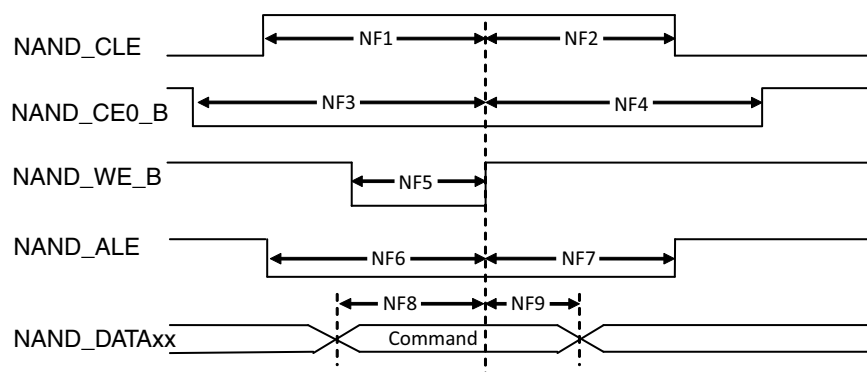 NAND_CLE NF1 NF2
NAND_CE0_B NF3 NF4
NAND_WE_B NF5
NAND_ALE NF6 NF7
NF8 NF9
NAND_DATAxx Command